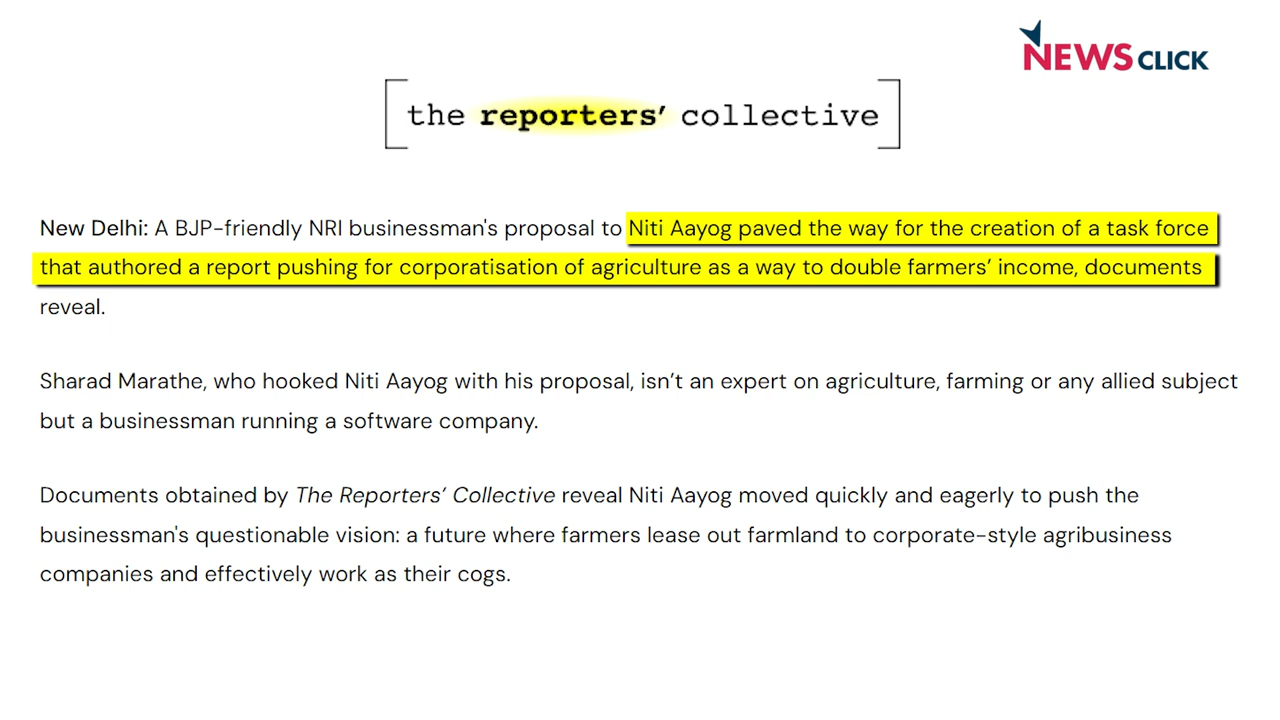 NEWS CLICK
the reporters’ collective
New Delhi: A BJP-friendly NRI businessman's proposal to Niti Aayog paved the way for the creation of a task force
that authored a report pushing for corporatisation of agriculture as a way to double farmers’ income, documents
reveal.
Sharad Marathe, who hooked Niti Aayog with his proposal, isn’t an expert on agriculture, farming or any allied subject
but a businessman running a software company.
Documents obtained by The Reporters’ Collective reveal Niti Aayog moved quickly and eagerly to push the
businessman's questionable vision: a future where farmers lease out farmland to corporate-style agribusiness
companies and effectively work as their cogs.